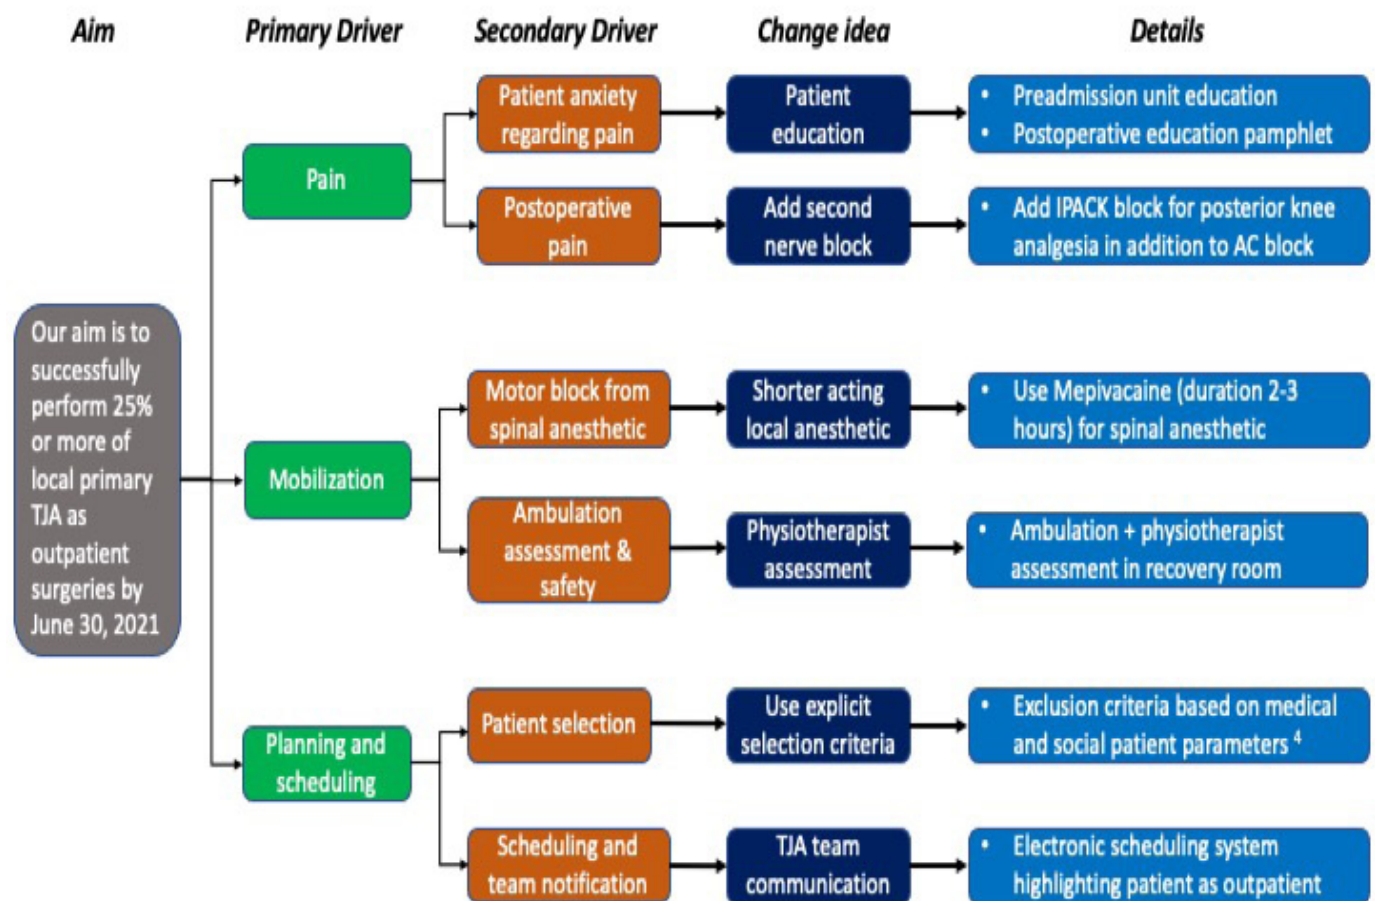 Aim
Primary Driver
Secondary Driver
Change idea
Details
Our aim is to
successfully
perform 25%
or more of
local primary
TJA as
outpatient
surgeries by
June 30, 2021
Pain
Patient anxiety
regarding pain
Patient
education
• Preadmission unit education
• Postoperative education pamphlet
Postoperative
pain
Add second
nerve block
• Add IPACK block for posterior knee
analgesia in addition to AC block
Mobilization
Motor block from
spinal anesthetic
Shorter acting
local anesthetic
• Use Mepivacaine (duration 2-3
hours) for spinal anesthetic
Ambulation
assessment &
safety
Physiotherapist
assessment
• Ambulation + physiotherapist
assessment in recovery room
Planning and
scheduling
Patient selection
Use explicit
selection criteria
• Exclusion criteria based on medical
and social patient parameters 4
Scheduling and
team notification
TJA team
communication
• Electronic scheduling system
highlighting patient as outpatient